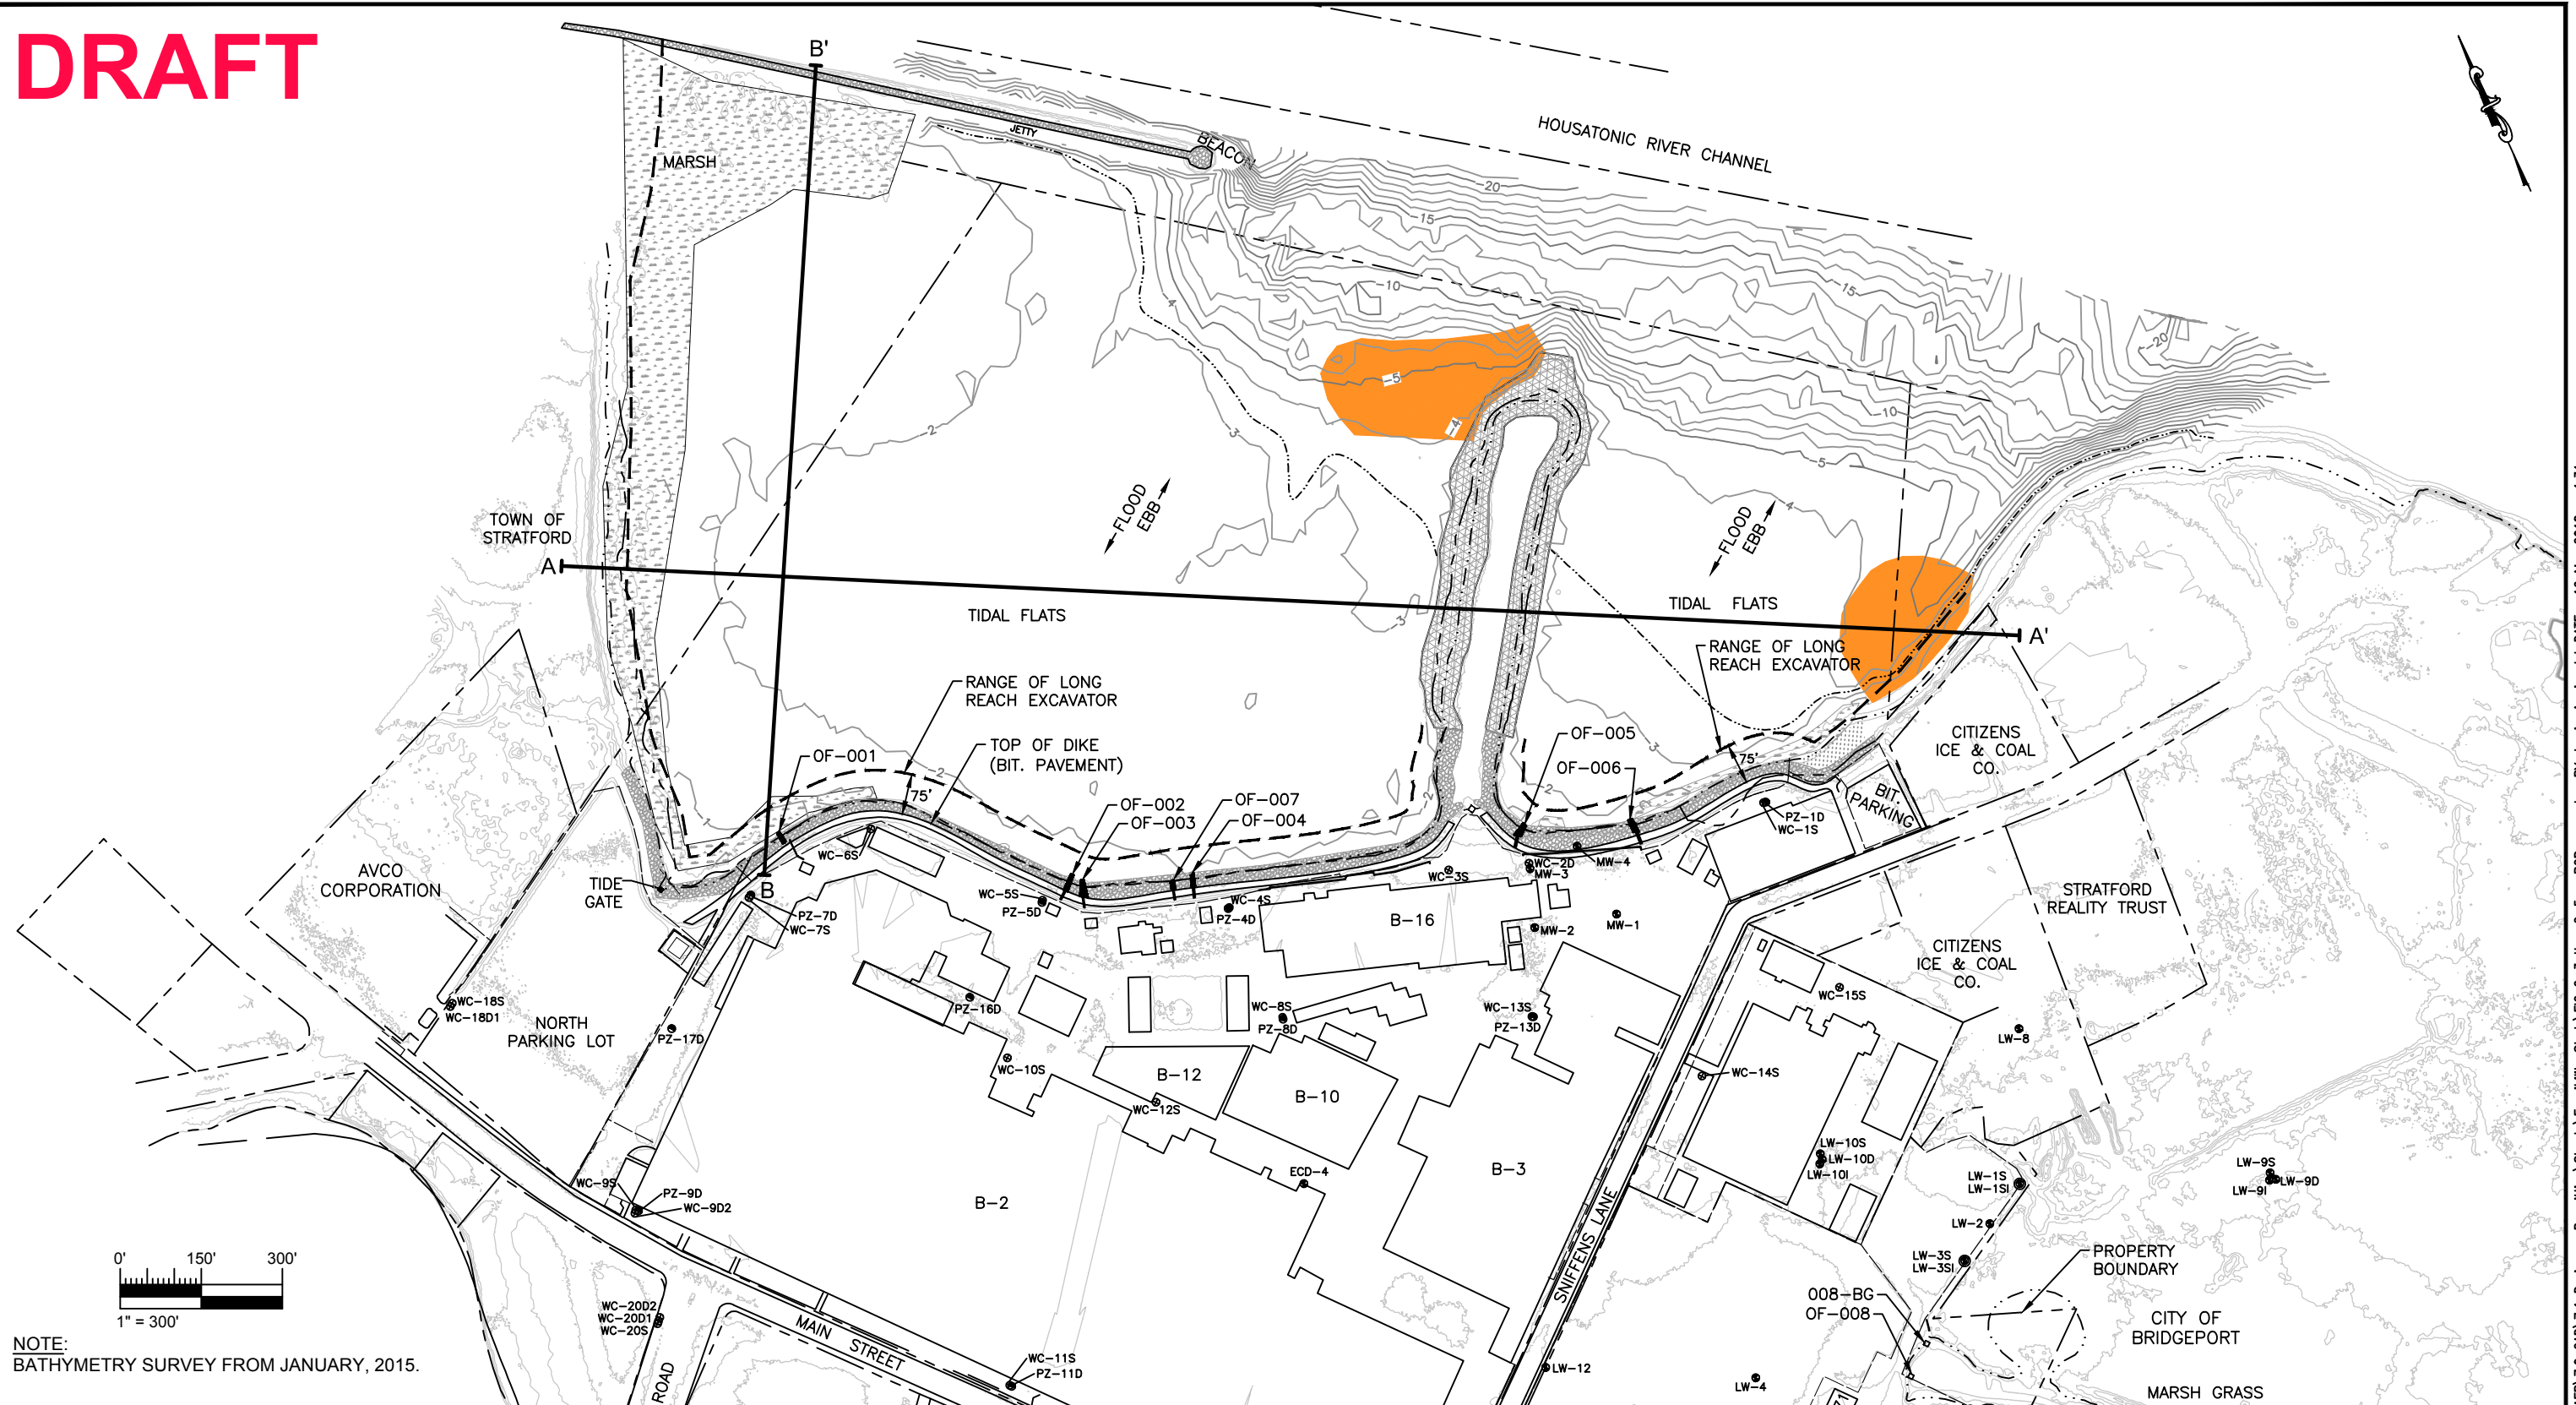 DRAFT
B'
JETTY
BEACON
MARSH
HOUSATONIC RIVER CHANNEL
-20
-15
-10
-15
-20
-10
-5
-4
-5
-4
-4
-3
-2
-3
-3
-2
-2
-1
TOWN OF
STRATFORD
FLOOD
EBB
FLOOD
EBB
A
A'
TIDAL FLATS
TIDAL FLATS
RANGE OF LONG
REACH EXCAVATOR
RANGE OF LONG
REACH EXCAVATOR
TOP OF DIKE
(BIT. PAVEMENT)
75'
75'
OF-001
OF-002
OF-003
OF-007
OF-004
OF-005
OF-006
CITIZENS
ICE & COAL
CO.
BIT.
PARKING
PZ-1D
WC-1S
WC-6S
B
TIDE
GATE
AVCO
CORPORATION
PZ-7D
WC-7S
WC-5S
PZ-5D
WC-4S
PZ-4D
WC-3S
WC-2D
MW-3
MW-4
MW-2
MW-1
B-16
STRATFORD
REALITY TRUST
CITIZENS
ICE & COAL
CO.
WC-18S
WC-18D1
NORTH
PARKING LOT
PZ-17D
PZ-16D
WC-10S
WC-8S
PZ-8D
WC-13S
PZ-13D
WC-15S
LW-8
B-12
WC-12S
B-10
WC-14S
ECD-4
B-3
B-2
WC-9S
PZ-9D
WC-9D2
LW-10S
LW-10D
LW-10I
LW-1S
LW-1SI
LW-2
LW-3S
LW-3SI
LW-9S
LW-9D
LW-9I
SNIFFENS LANE
PROPERTY
BOUNDARY
008-BG
OF-008
CITY OF
BRIDGEPORT
MARSH GRASS
0' 150' 300'
1" = 300'
NOTE:
BATHYMETRY SURVEY FROM JANUARY, 2015.
WC-20D2
WC-20D1
WC-20S
ROAD
MAIN STREET
WC-11S
PZ-11D
LW-12
LW-4